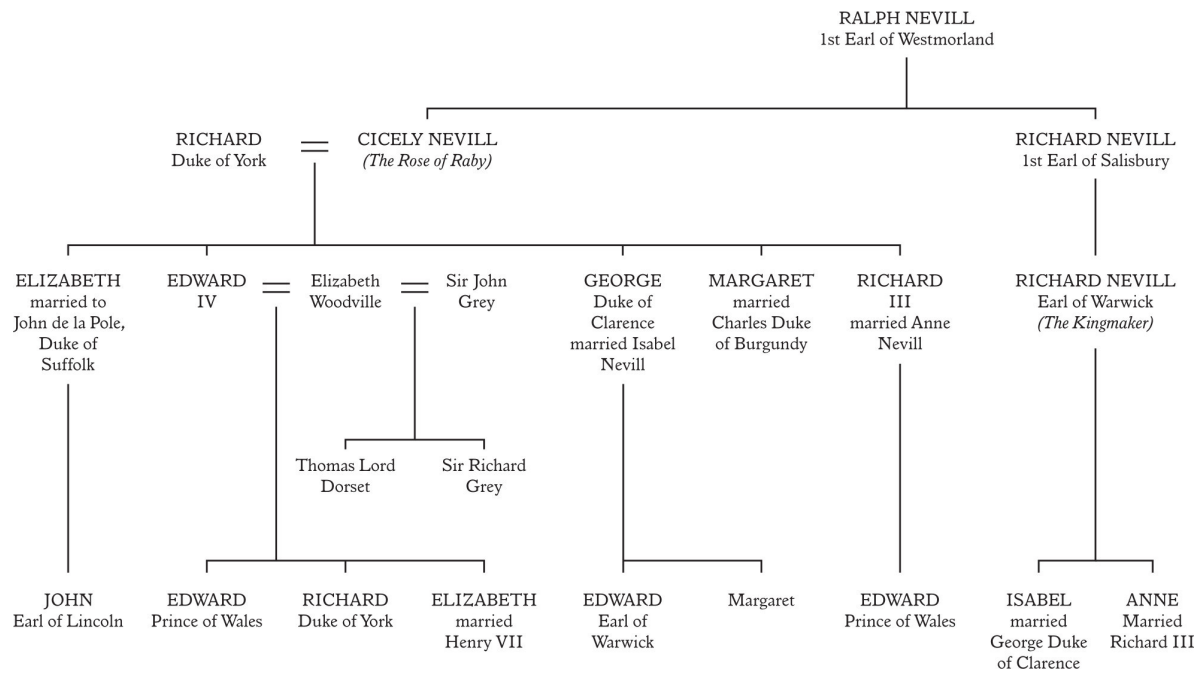 RALPH NEVILL
1st Earl of Westmorland
RICHARD
Duke of York
CICELY NEVILL
(The Rose of Raby)
RICHARD NEVILL
1st Earl of Salisbury
ELIZABETH
married to
John de la Pole,
Duke of
Suffolk
EDWARD
IV
Elizabeth
Woodville
Sir John
Grey
GEORGE
Duke of
Clarence
married Isabel
Nevill
MARGARET
married
Charles Duke
of Burgundy
RICHARD
III
married Anne
Nevill
RICHARD NEVILL
Earl of Warwick
(The Kingmaker)
Thomas Lord
Dorset
Sir Richard
Grey
JOHN
Earl of Lincoln
EDWARD
Prince of Wales
RICHARD
Duke of York
ELIZABETH
married
Henry VII
EDWARD
Earl of
Warwick
Margaret
EDWARD
Prince of Wales
ISABEL
married
George Duke
of Clarence
ANNE
Married
Richard III